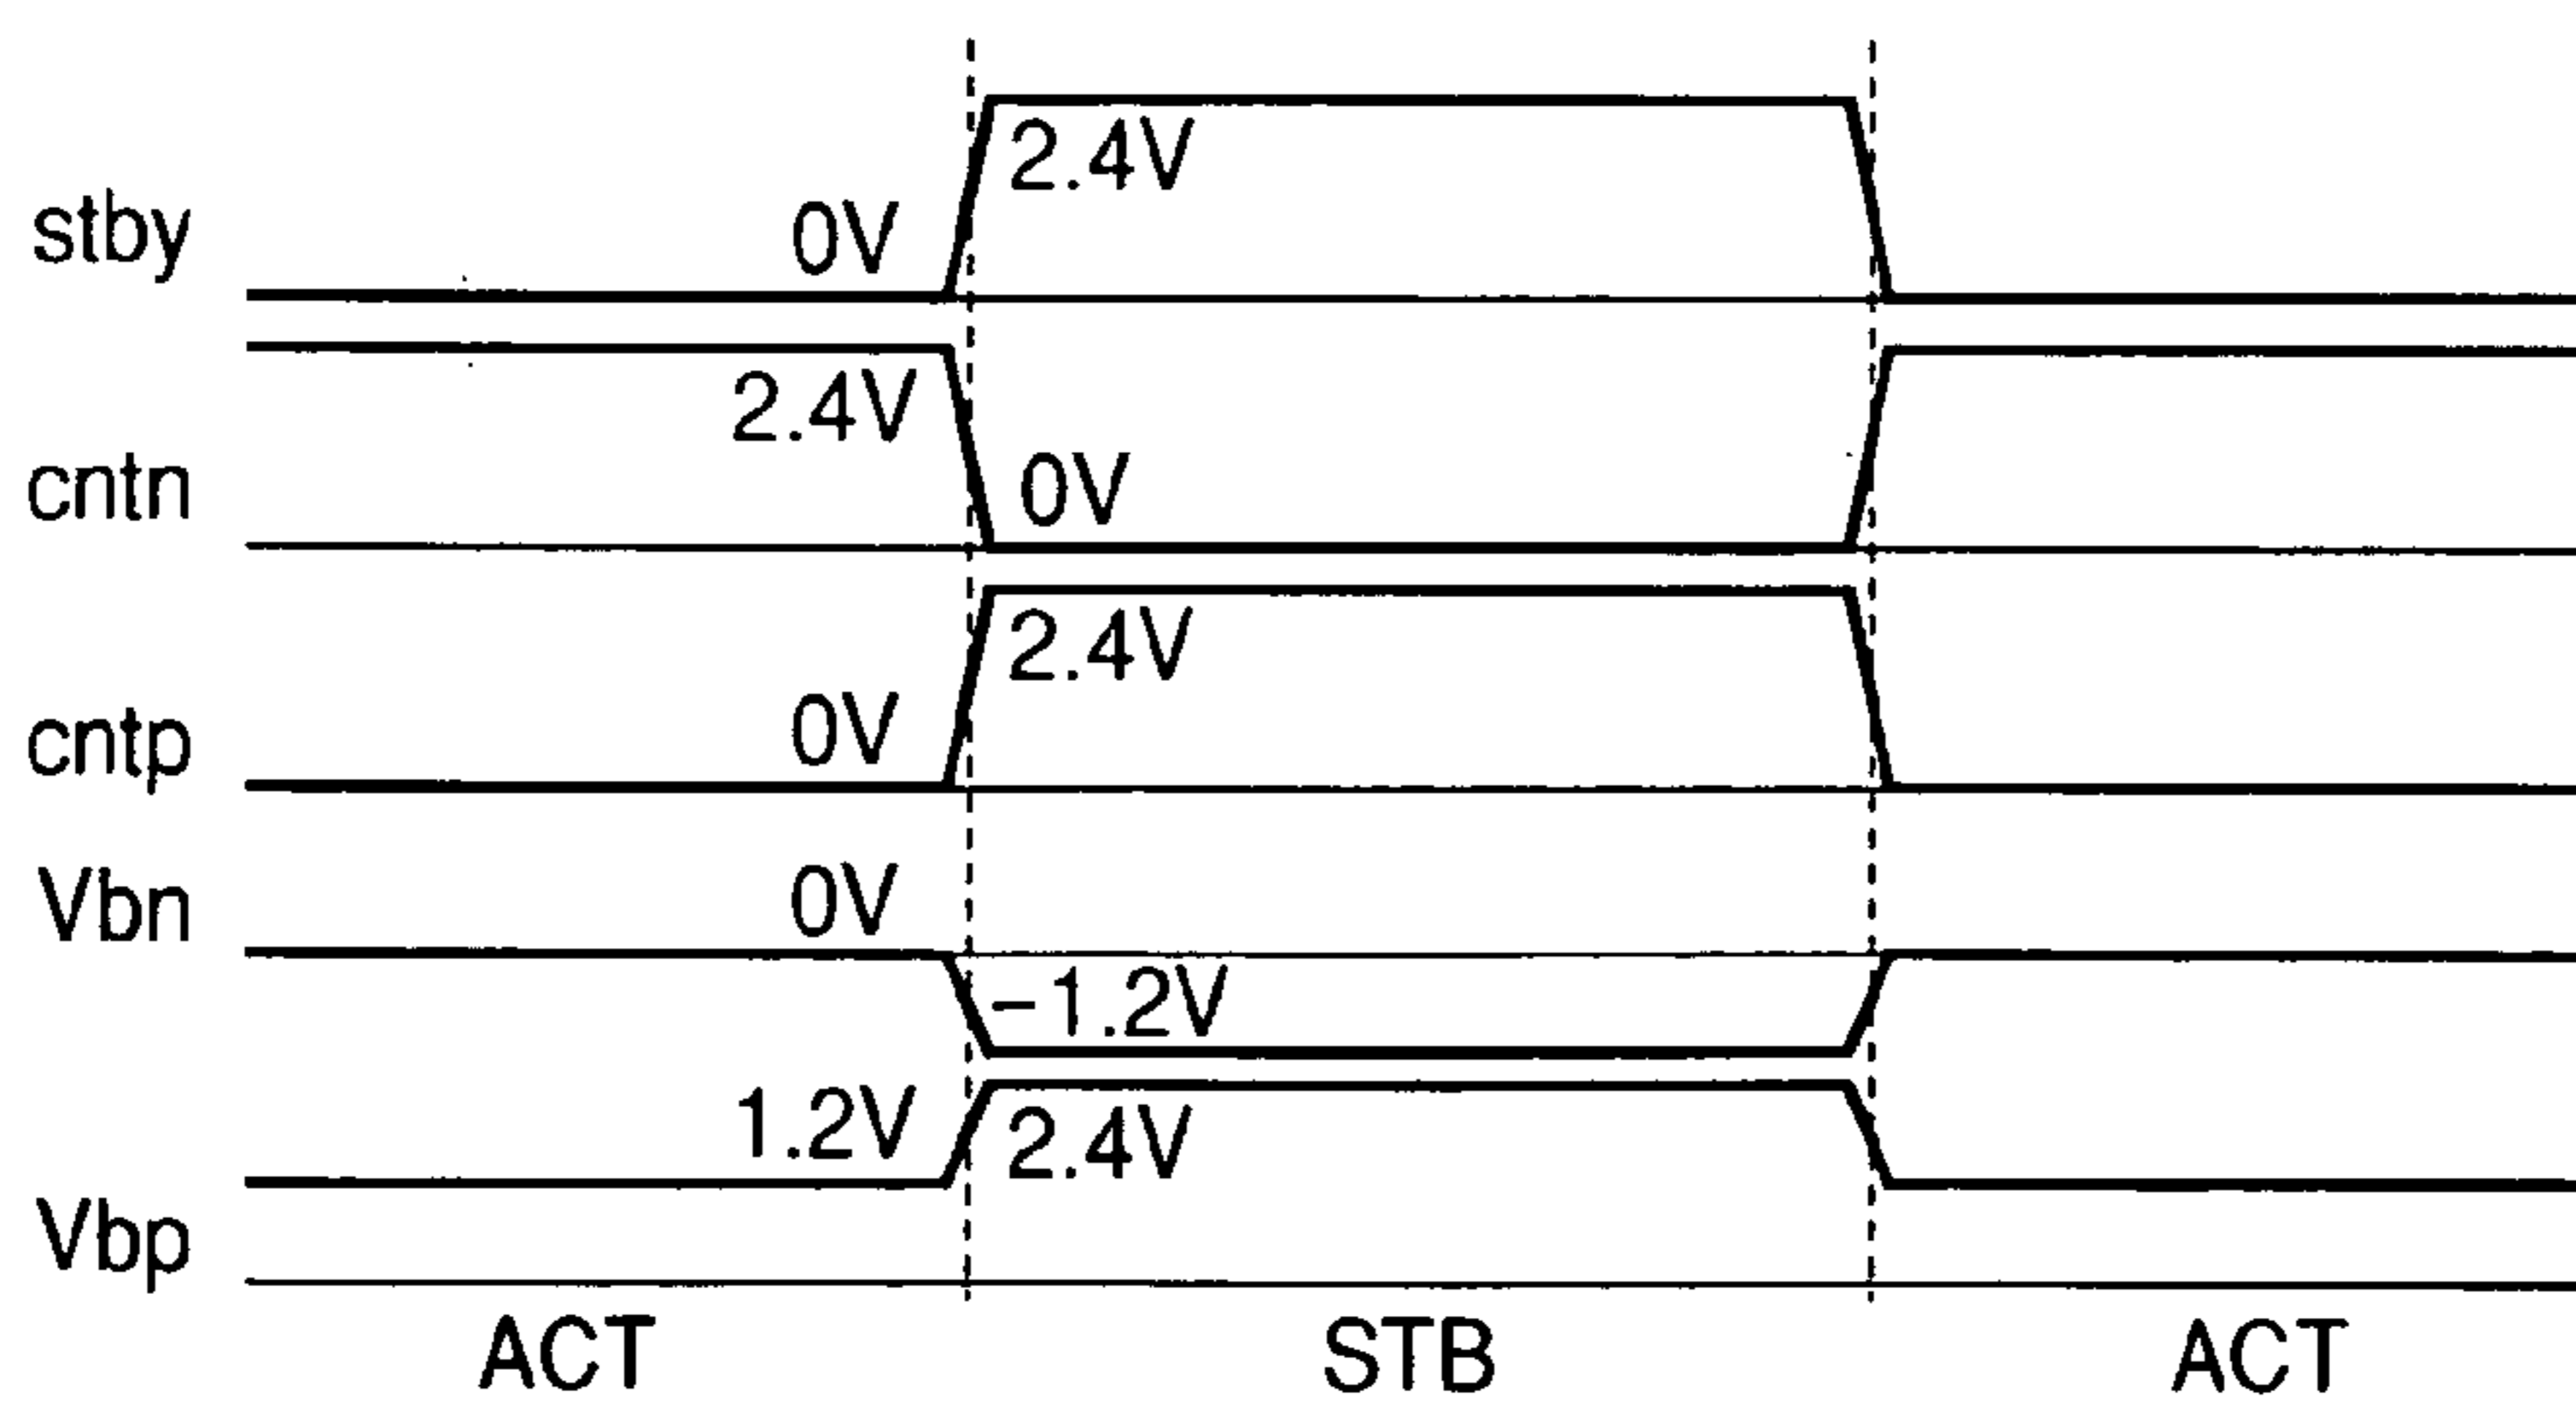 2.4V
stby 0V
2.4V
cntn 0V
2.4V
cntp 0V
Vbn 0V
-1.2V
1.2V 2.4V
Vbp
ACT STB ACT